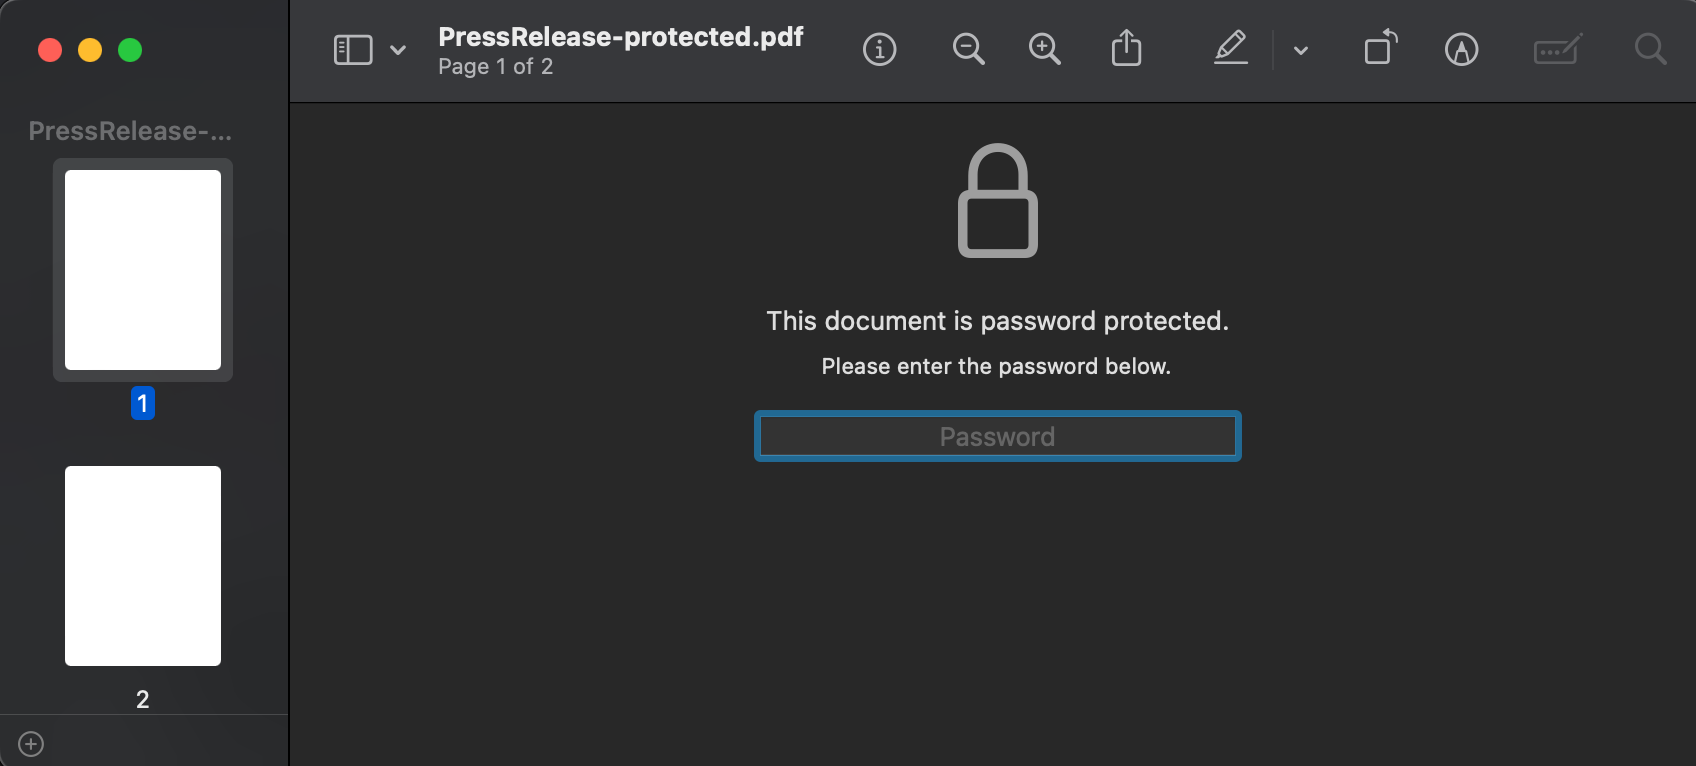 PressRelease-protected.pdf
Page 1 of 2
PressRelease-...
1
2
This document is password protected.
Please enter the password below.
Password